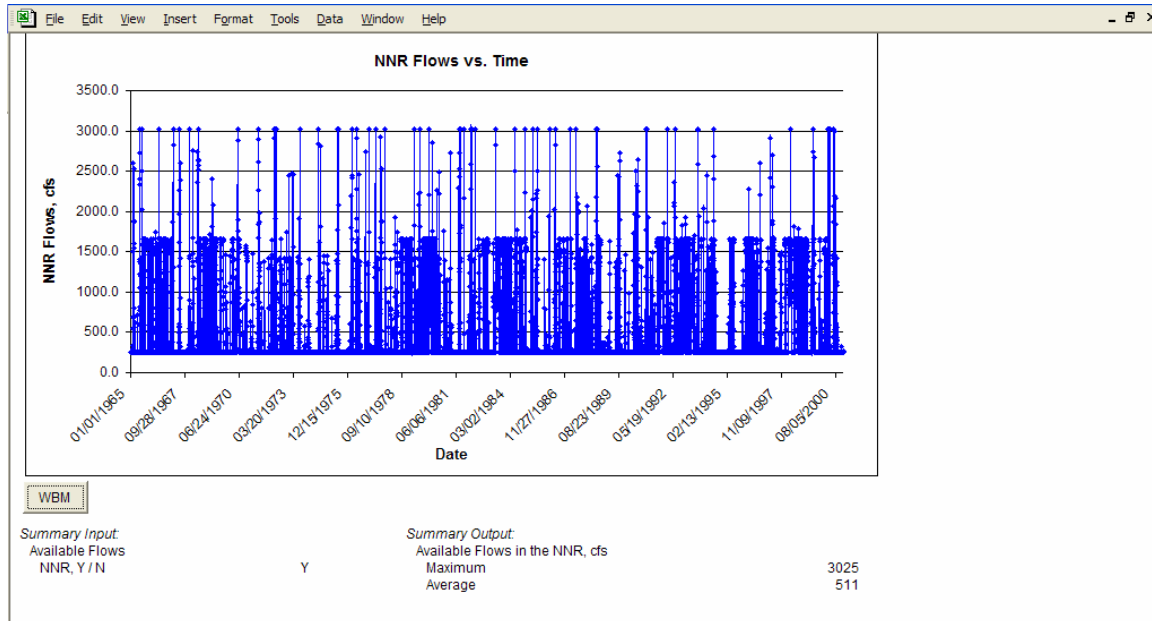 File Edit View Insert Format Tools Data Window Help
NNR Flows vs. Time
NNR Flows, cfs
3500.0
3000.0
2500.0
2000.0
1500.0
1000.0
500.0
0.0
01/01/1965 09/28/1967 06/24/1970 03/20/1973 12/15/1975 09/10/1978 06/06/1981 03/02/1984 11/27/1986 08/23/1989 05/19/1992 02/13/1995 11/09/1997 08/05/2000
Date
WBM
Summary Input: Summary Output:
Available Flows Available Flows in the NNR, cfs
NNR, Y / N Y Maximum 3025
Average 511